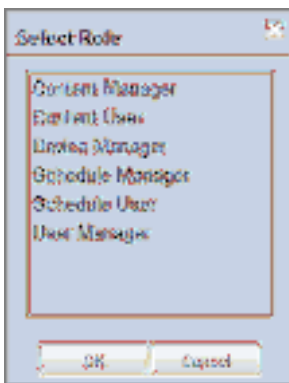 Select Role
Content Manager
Content User
Device Manager
Schedule Manager
Schedule User
User Manager
OK
Cancel